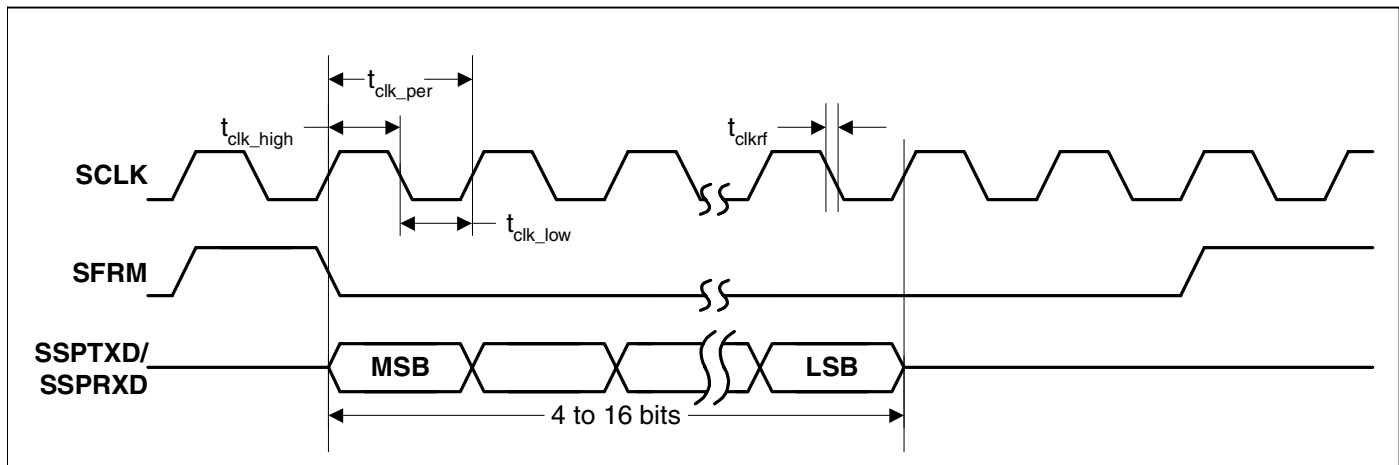 t_clk_per
t_clk_high
t_clkrf
SCLK
t_clk_low
SFRM
SSPTXD/
SSPRXD
MSB
LSB
4 to 16 bits